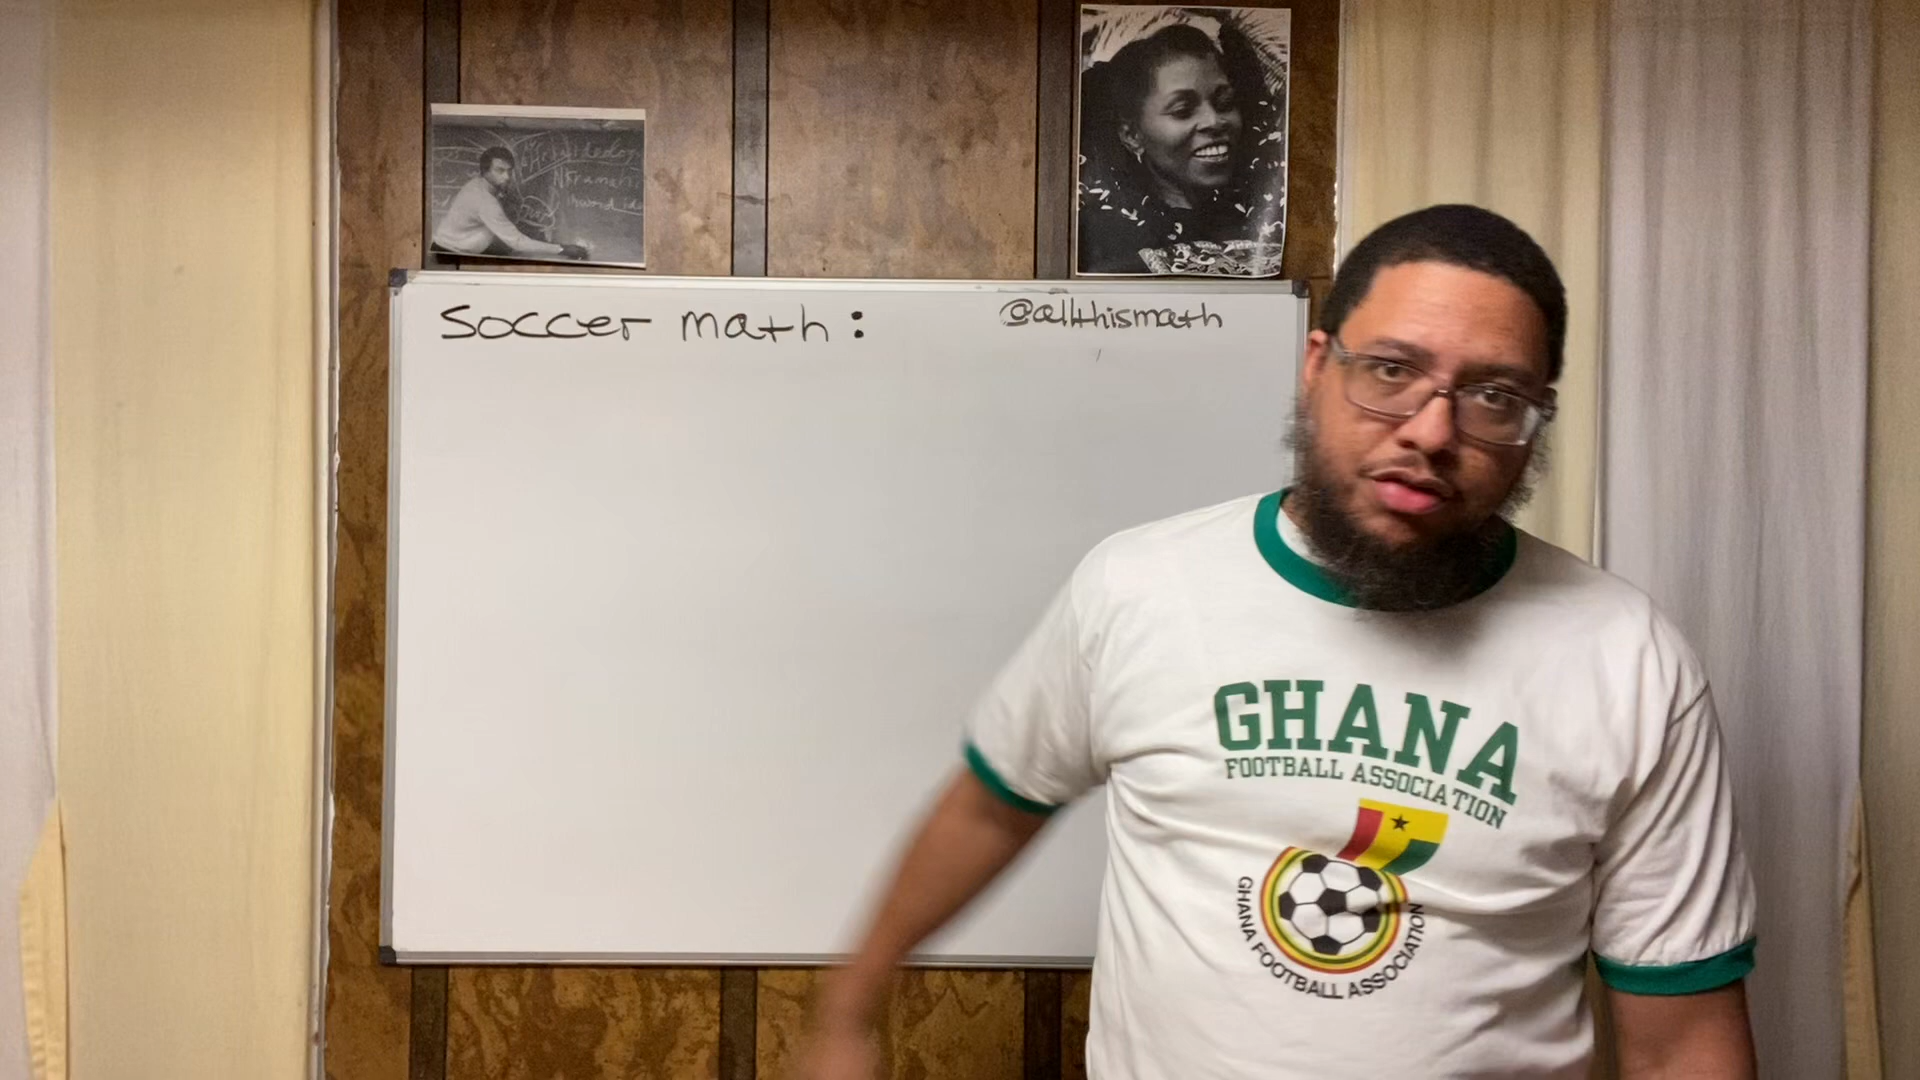 Soccer math:
@allthismath
GHANA
FOOTBALL ASSOCIATION
GHANA FOOTBALL ASSOCIATION